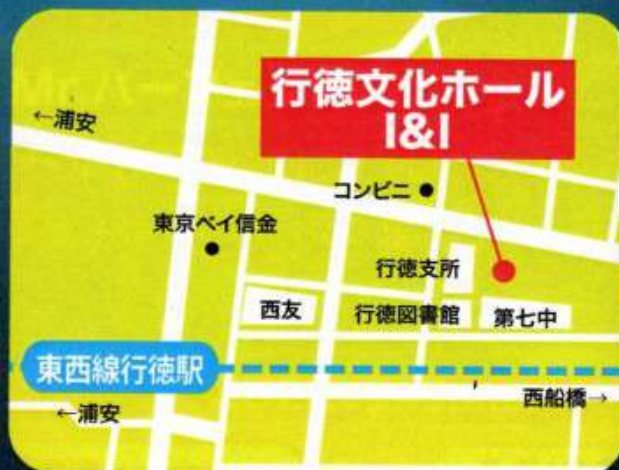 行徳文化ホール
I&I
←浦安
コンビニ
東京ベイ信金
行徳支所
西友
行徳図書館
第七中
東西線行徳駅
←浦安
西船橋→